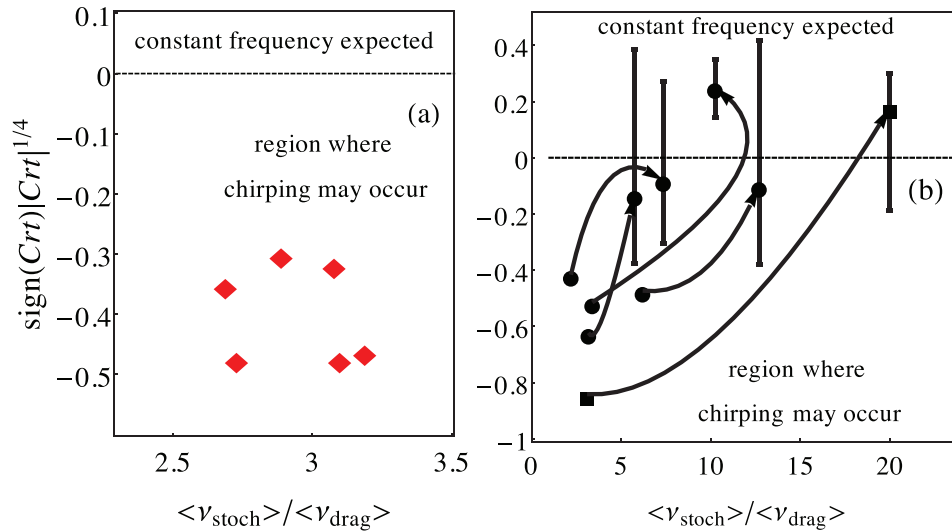 0.1
constant frequency expected
0
(a)
−0.1
region where
chirping may occur
−0.2
−0.3
−0.4
−0.5
2.5 3 3.5
sign(Crt)|Crt|^1/4
<ν_stoch>/<ν_drag>
constant frequency expected
0.4
0.2
0
(b)
−0.2
−0.4
−0.6
region where
−0.8
chirping may occur
−1
0 5 10 15 20
<ν_stoch>/<ν_drag>